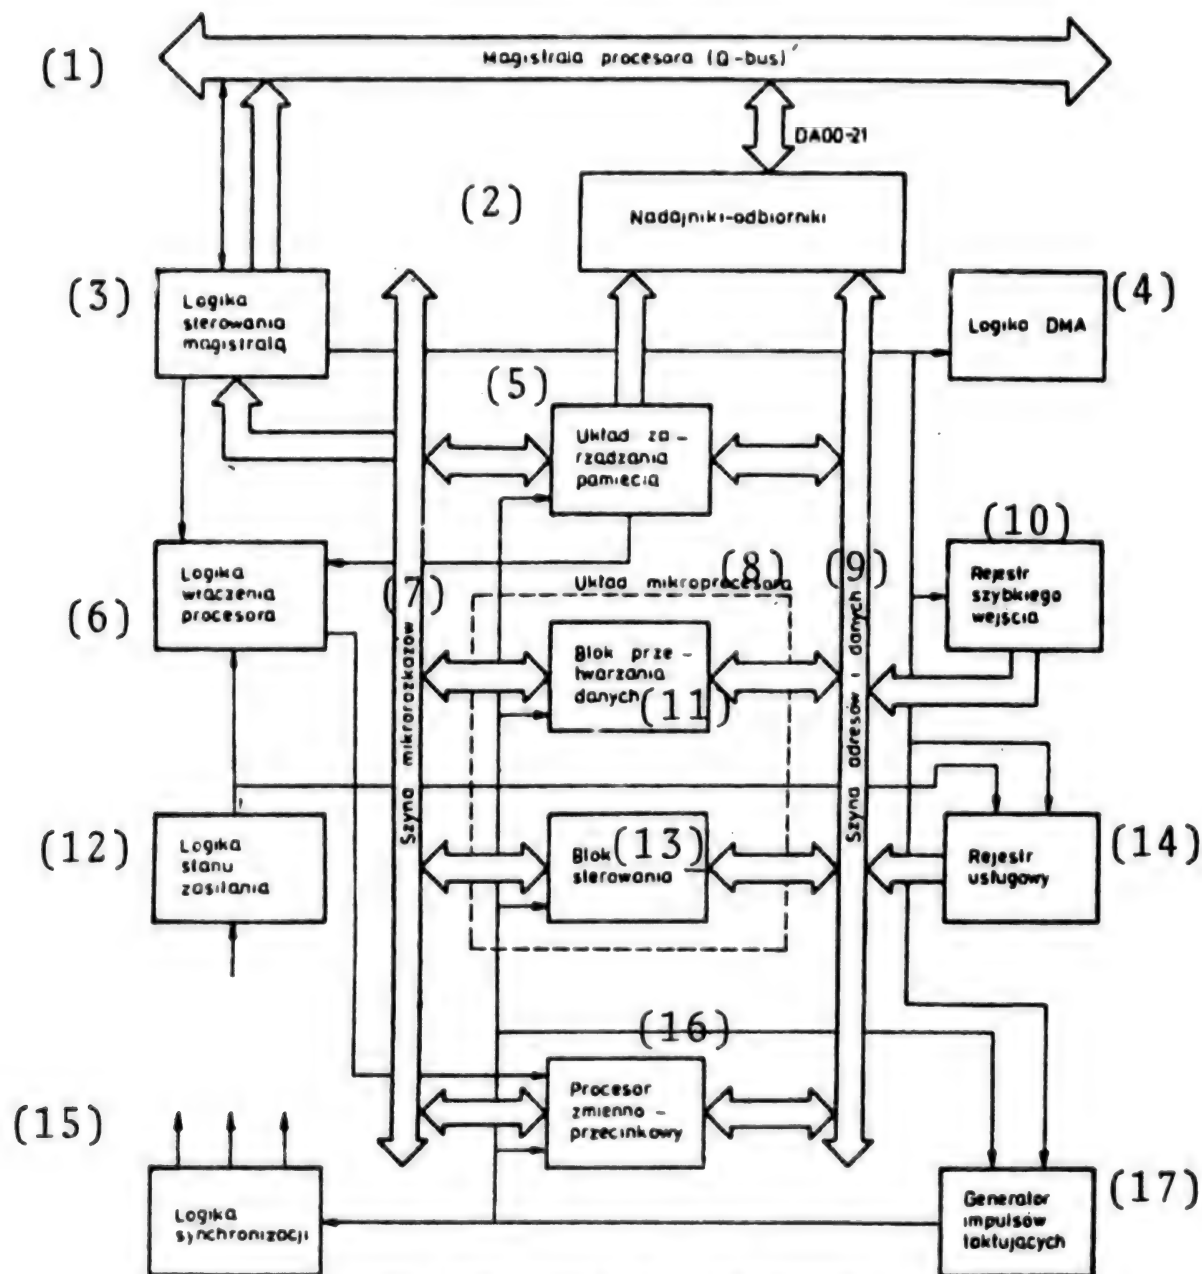 (1)
Magistrala procesora (Q-bus)
DA00-21
(2)
Nadajniki-odbiorniki
(3)
Logika
sterowania
magistralą
(4)
Logika DMA
(5)
Układ za-
rządzania
pamięcią
(6)
Logika
włączenia
procesora
(7)
Szyna mikrorozkazów
(8)
Układ mikroprocesora
(9)
Szyna adresów i danych
(10)
Rejestr
szybkiego
wejścia
Blok prze-
twarzania
danych
(11)
(12)
Logika
stanu
zasilania
(13)
Blok
sterowania
(14)
Rejestr
usługowy
(15)
Logika
synchronizacji
(16)
Procesor
zmienno-
przecinkowy
(17)
Generator
impulsów
taktujących